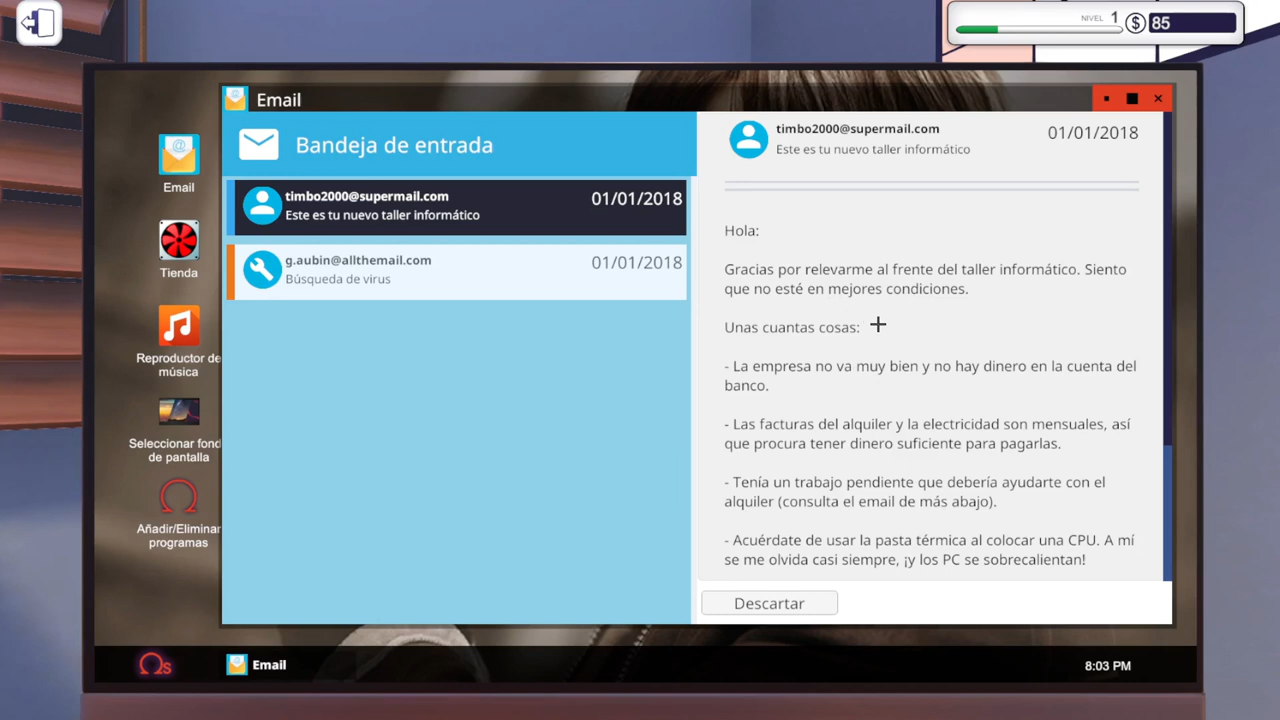 NIVEL 1
$ 85
Email
Email
Tienda
Reproductor de
música
Seleccionar fond
de pantalla
Añadir/Eliminar
programas
Bandeja de entrada
timbo2000@supermail.com 01/01/2018
Este es tu nuevo taller informático
g.aubin@allthemail.com 01/01/2018
Búsqueda de virus
timbo2000@supermail.com 01/01/2018
Este es tu nuevo taller informático
Hola:
Gracias por relevarme al frente del taller informático. Siento
que no esté en mejores condiciones.
Unas cuantas cosas:
- La empresa no va muy bien y no hay dinero en la cuenta del
banco.
- Las facturas del alquiler y la electricidad son mensuales, así
que procura tener dinero suficiente para pagarlas.
- Tenía un trabajo pendiente que debería ayudarte con el
alquiler (consulta el email de más abajo).
- Acuérdate de usar la pasta térmica al colocar una CPU. A mí
se me olvida casi siempre, ¡y los PC se sobrecalientan!
Descartar
Ωs
Email
8:03 PM